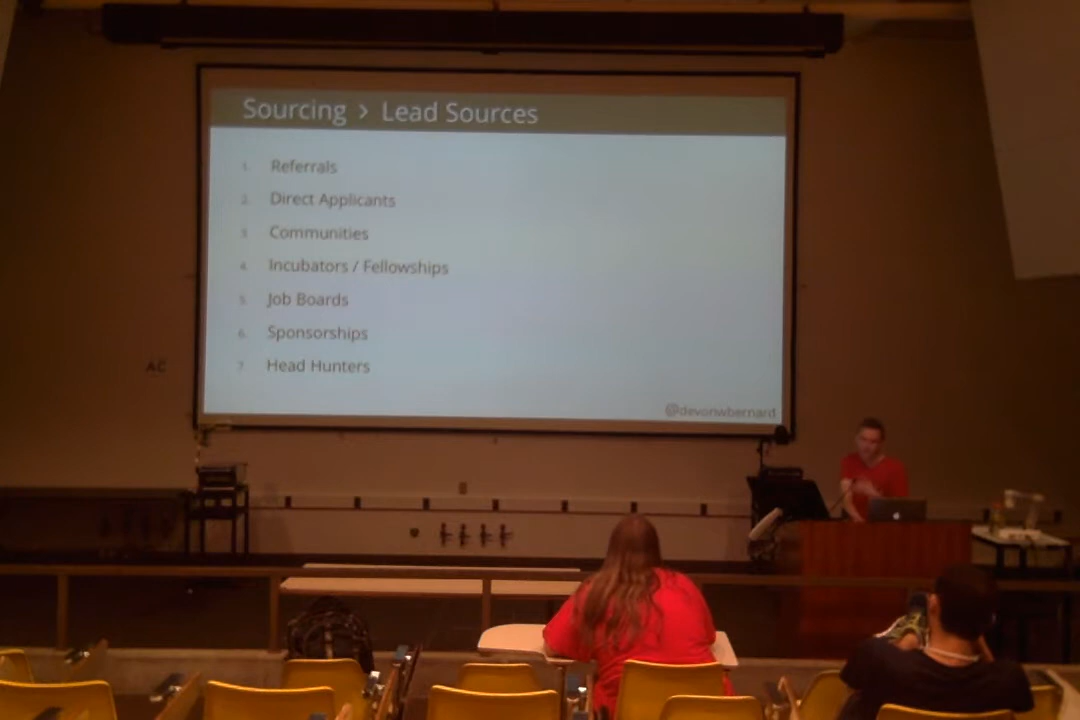 Sourcing > Lead Sources
1. Referrals
2. Direct Applicants
3. Communities
4. Incubators / Fellowships
5. Job Boards
6. Sponsorships
7. Head Hunters
@devonwbernard
AC